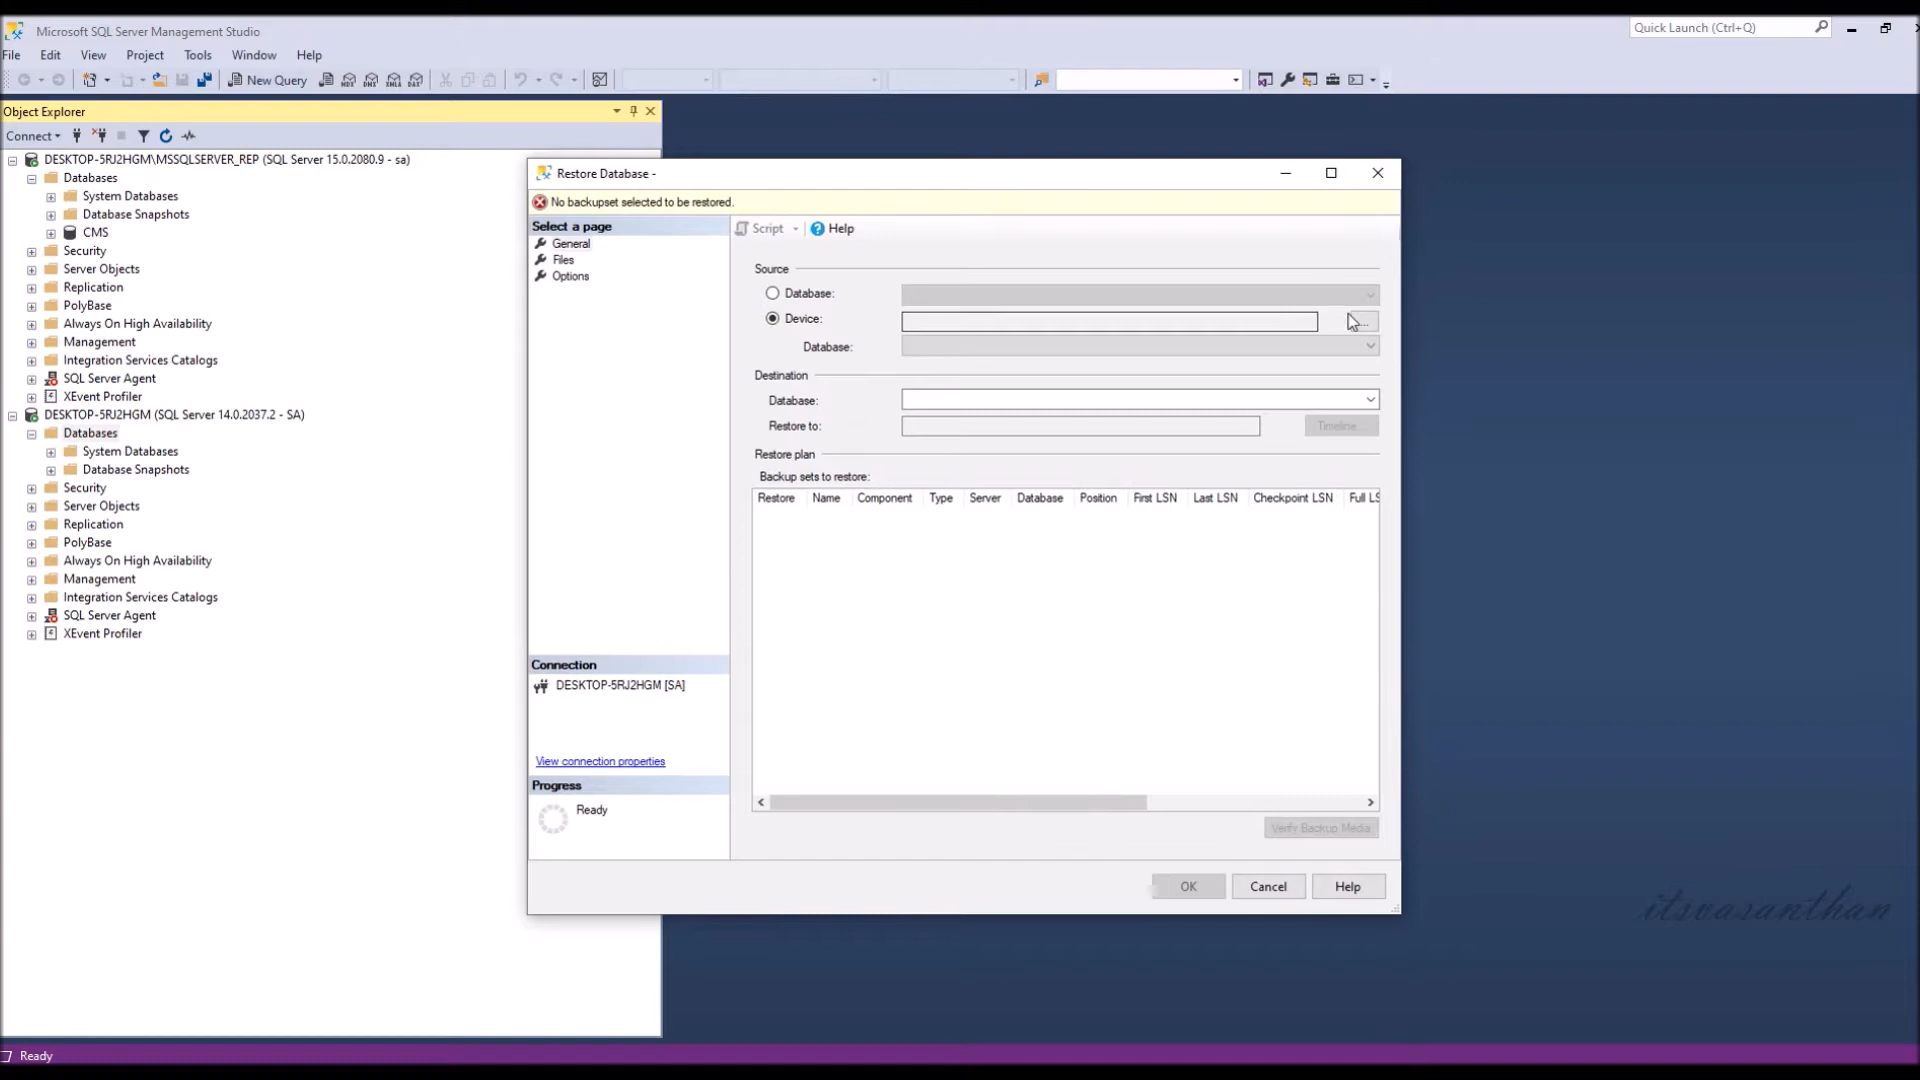 Microsoft SQL Server Management Studio
Quick Launch (Ctrl+Q)
File Edit View Project Tools Window Help
New Query
Object Explorer
Connect
DESKTOP-5RJ2HGM\MSSQLSERVER_REP (SQL Server 15.0.2080.9 - sa)
Databases
System Databases
Database Snapshots
CMS
Security
Server Objects
Replication
PolyBase
Always On High Availability
Management
Integration Services Catalogs
SQL Server Agent
XEvent Profiler
DESKTOP-5RJ2HGM (SQL Server 14.0.2037.2 - SA)
Databases
System Databases
Database Snapshots
Security
Server Objects
Replication
PolyBase
Always On High Availability
Management
Integration Services Catalogs
SQL Server Agent
XEvent Profiler
Restore Database -
No backupset selected to be restored.
Select a page
General
Files
Options
Connection
DESKTOP-5RJ2HGM [SA]
View connection properties
Progress
Ready
Script Help
Source
Database:
Device: ...
Database:
Destination
Database:
Restore to: Timeline...
Restore plan
Backup sets to restore:
Restore Name Component Type Server Database Position First LSN Last LSN Checkpoint LSN Full LS
Verify Backup Media
OK Cancel Help
itsvasanthan
Ready